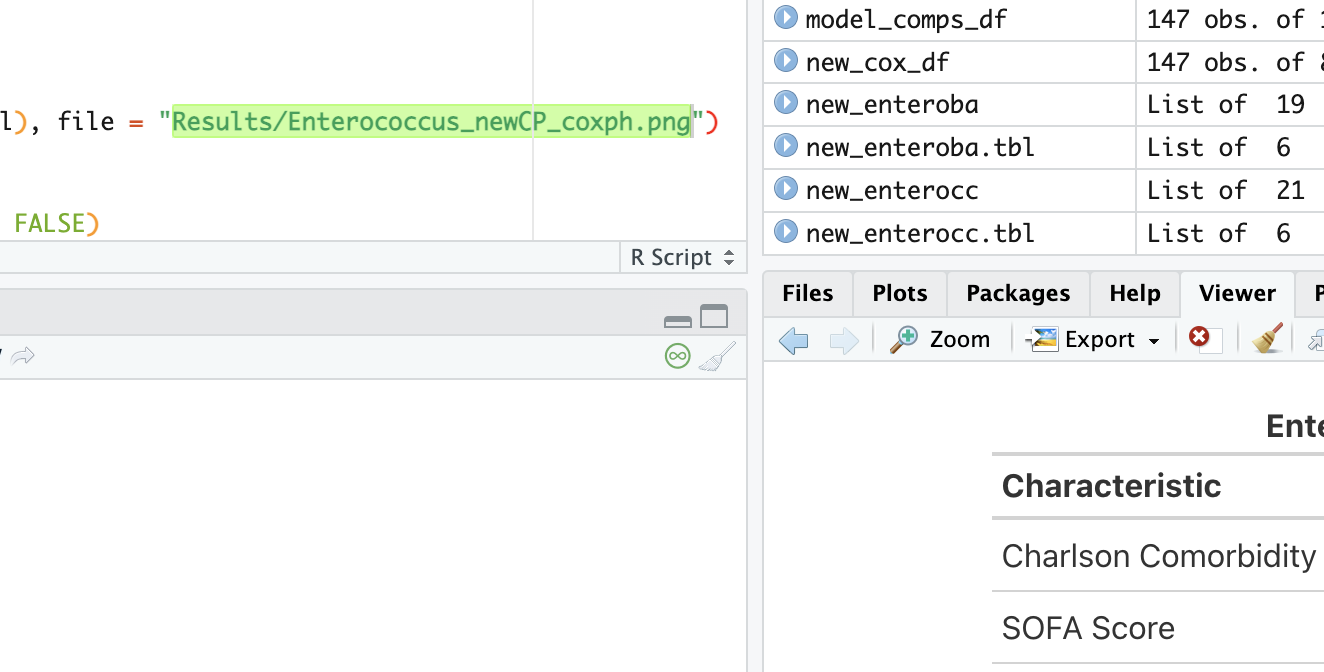 l), file = "Results/Enterococcus_newCP_coxph.png")
FALSE)
R Script
model_comps_df 147 obs. of
new_cox_df 147 obs. of
new_enteroba List of 19
new_enteroba.tbl List of 6
new_enterocc List of 21
new_enterocc.tbl List of 6
Files Plots Packages Help Viewer
Zoom Export
Ente
Characteristic
Charlson Comorbidity
SOFA Score